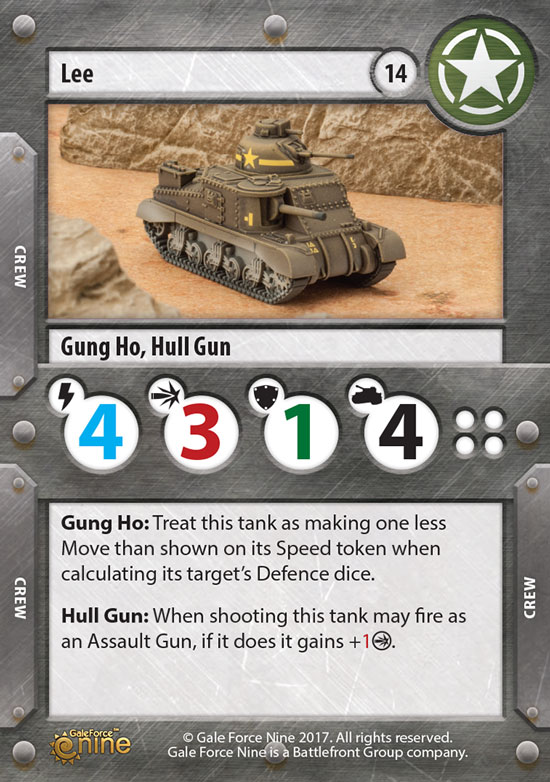 Lee
14
Gung Ho, Hull Gun
4 3 1 4
CREW
Gung Ho: Treat this tank as making one less
Move than shown on its Speed token when
calculating its target's Defence dice.
Hull Gun: When shooting this tank may fire as
an Assault Gun, if it does it gains +1.
CREW
CREW
GaleForce™
nine
© Gale Force Nine 2017. All rights reserved.
Gale Force Nine is a Battlefront Group company.